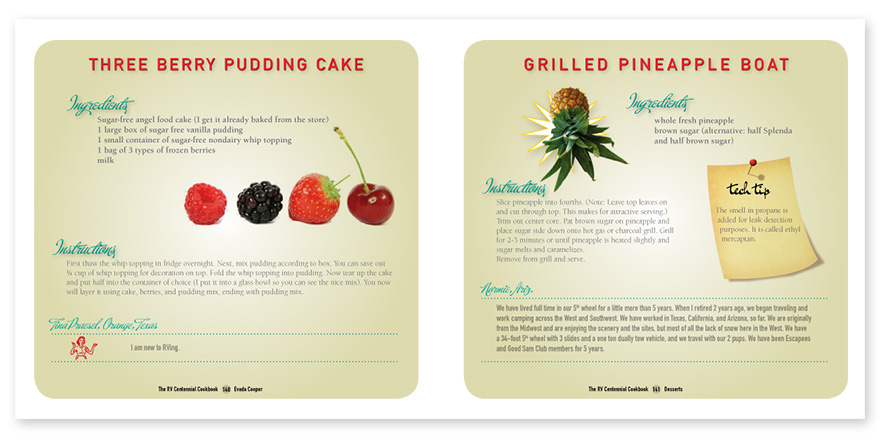 THREE BERRY PUDDING CAKE
Ingredients
Sugar-free angel food cake (I get it already baked from the store)
1 large box of sugar free vanilla pudding
1 small container of sugar-free nondairy whip topping
1 bag of 3 types of frozen berries
milk
Instructions
First thaw the whip topping in fridge overnight. Next, mix pudding according to box. You can save out
¼ cup of whip topping for decoration on top. Fold the whip topping into pudding. Now tear up the cake
and put half into the container of choice (I put it into a glass bowl so you can see the nice mix). You now
will layer it using cake, berries, and pudding mix, ending with pudding mix.
Tina Praesel, Orange, Texas
I am new to RVing.
The RV Centennial Cookbook 160 Evada Cooper
GRILLED PINEAPPLE BOAT
Ingredients
whole fresh pineapple
brown sugar (alternative: half Splenda
and half brown sugar)
Instructions
Slice pineapple into fourths. (Note: Leave top leaves on
and cut through top. This makes for attractive serving.)
Trim out center core. Pat brown sugar on pineapple and
place sugar side down onto hot gas or charcoal grill. Grill
for 2-3 minutes or until pineapple is heated slightly and
sugar melts and caramelizes.
Remove from grill and serve.
tech tip
The smell in propane is
added for leak detection
purposes. It is called ethyl
mercaptan.
Normie, Ariz.
We have lived full time in our 5th wheel for a little more than 5 years. When I retired 2 years ago, we began traveling and
work camping across the West and Southwest. We have worked in Texas, California, and Arizona, so far. We are originally
from the Midwest and are enjoying the scenery and the sites, but most of all the lack of snow here in the West. We have
a 34-foot 5th wheel with 3 slides and a one ton dually tow vehicle, and we travel with our 2 pups. We have been Escapees
and Good Sam Club members for 5 years.
The RV Centennial Cookbook 161 Desserts